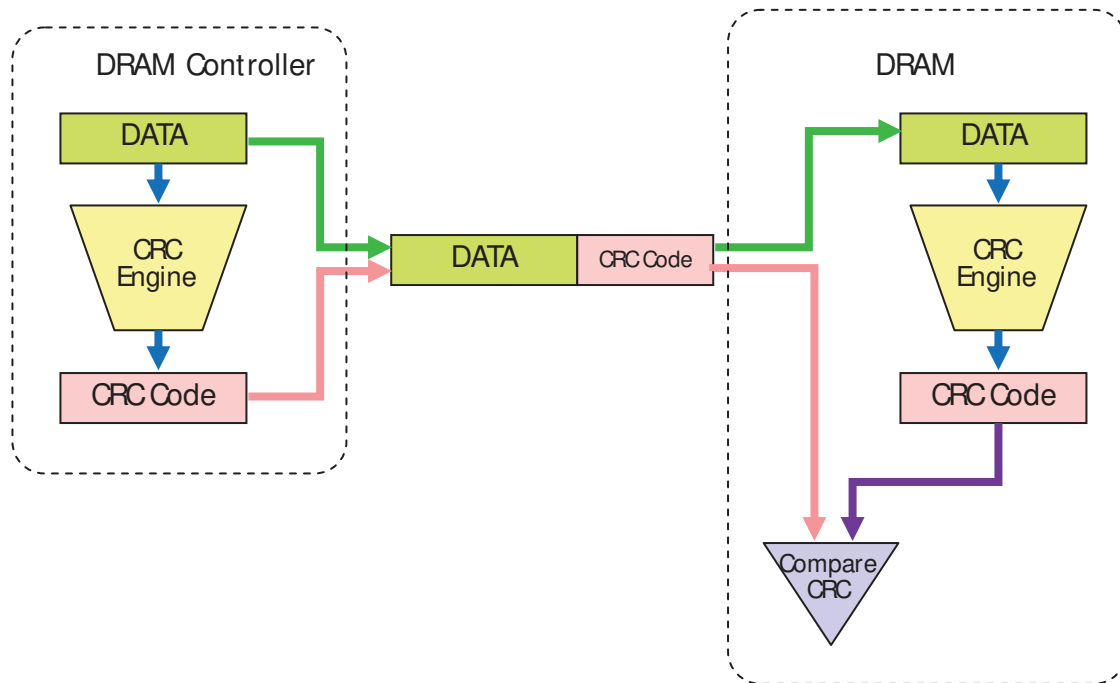 DRAM Controller
DATA
CRC
Engine
CRC Code
DATA
CRC Code
DRAM
DATA
CRC
Engine
CRC Code
Compare
CRC